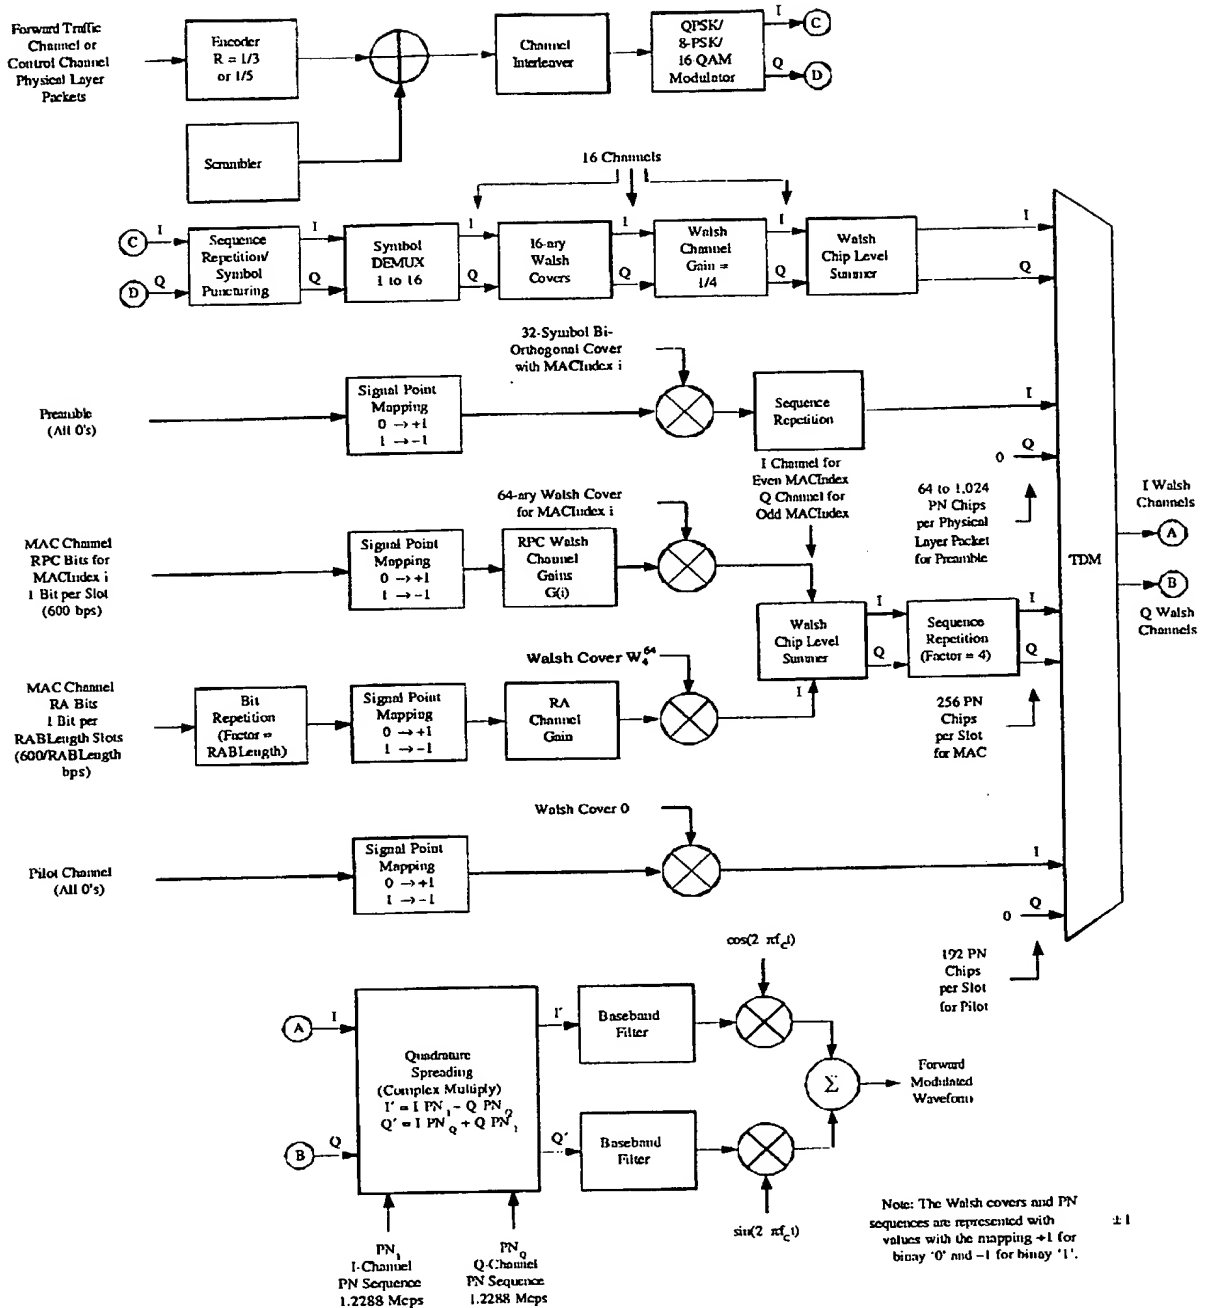 Forward Traffic
Channel or
Control Channel
Physical Layer
Packets
Encoder
R = 1/3
or 1/5
Scrambler
Channel
Interleaver
QPSK/
8-PSK/
16 QAM
Modulator
I
C
Q
D
16 Channels
C
I
D
Q
Sequence
Repetition/
Symbol
Puncturing
I
Q
Symbol
DEMUX
1 to 16
I
Q
16-ary
Walsh
Covers
I
Q
Walsh
Channel
Gain =
1/4
I
Q
Walsh
Chip Level
Summer
I
Q
32-Symbol Bi-
Orthogonal Cover
with MACIndex i
Preamble
(All 0's)
Signal Point
Mapping
0 → +1
1 → −1
Sequence
Repetition
I
0
Q
I Channel for
Even MACIndex
Q Channel for
Odd MACIndex
64 to 1,024
PN Chips
per Physical
Layer Packet
for Preamble
64-ary Walsh Cover
for MACIndex i
MAC Channel
RPC Bits for
MACIndex i
1 Bit per Slot
(600 bps)
Signal Point
Mapping
0 → +1
1 → −1
RPC Walsh
Channel
Gains
G(i)
TDM
I Walsh
Channels
A
B
Q Walsh
Channels
Walsh
Chip Level
Summer
I
Q
Sequence
Repetition
(Factor = 4)
I
Q
Walsh Cover W₄⁶⁴
I
MAC Channel
RA Bits
1 Bit per
RABLength Slots
(600/RABLength
bps)
Bit
Repetition
(Factor =
RABLength)
Signal Point
Mapping
0 → +1
1 → −1
RA
Channel
Gain
256 PN
Chips
per Slot
for MAC
Walsh Cover 0
Pilot Channel
(All 0's)
Signal Point
Mapping
0 → +1
1 → −1
I
0
Q
192 PN
Chips
per Slot
for Pilot
cos(2 πf_ct)
A
I
B
Q
Quadrature
Spreading
(Complex Multiply)
I' = I PN_I − Q PN_Q
Q' = I PN_Q + Q PN_I
I'
Q'
Baseband
Filter
Baseband
Filter
Σ
Forward
Modulated
Waveform
sin(2 πf_ct)
PN_I
I-Channel
PN Sequence
1.2288 Mcps
PN_Q
Q-Channel
PN Sequence
1.2288 Mcps
Note: The Walsh covers and PN
sequences are represented with ±1
values with the mapping +1 for
binay '0' and −1 for binay '1'.